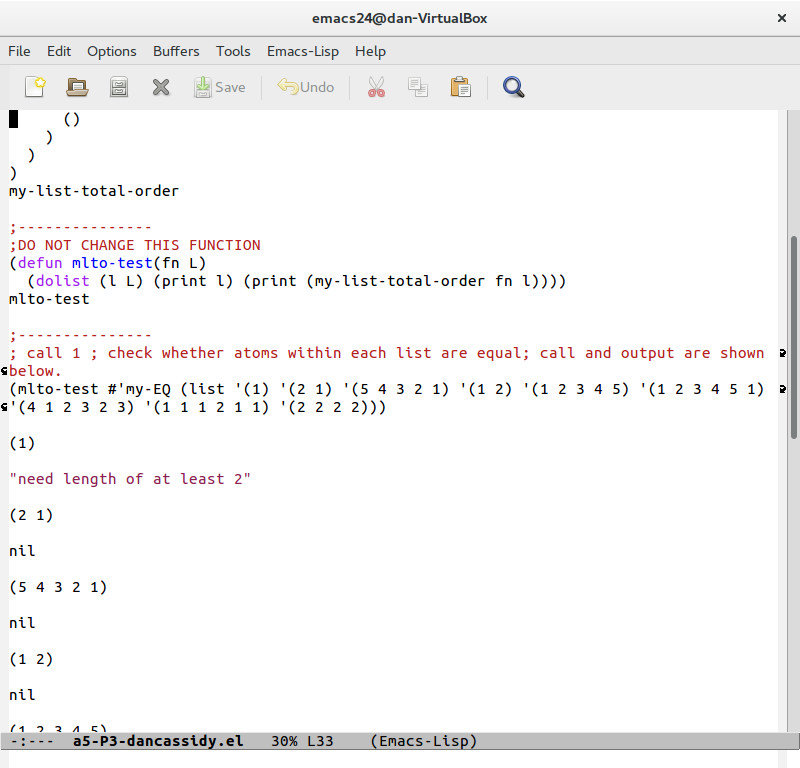 emacs24@dan-VirtualBox
File Edit Options Buffers Tools Emacs-Lisp Help
Save Undo
()
)
)
)
my-list-total-order
;---------------
;DO NOT CHANGE THIS FUNCTION
(defun mlto-test(fn L)
(dolist (l L) (print l) (print (my-list-total-order fn l))))
mlto-test
;---------------
; call 1 ; check whether atoms within each list are equal; call and output are shown
below.
(mlto-test #'my-EQ (list '(1) '(2 1) '(5 4 3 2 1) '(1 2) '(1 2 3 4 5) '(1 2 3 4 5 1)
'(4 1 2 3 2 3) '(1 1 1 2 1 1) '(2 2 2 2)))
(1)
"need length of at least 2"
(2 1)
nil
(5 4 3 2 1)
nil
(1 2)
nil
(1 2 3 4 5)
-:--- a5-P3-dancassidy.el 30% L33 (Emacs-Lisp)